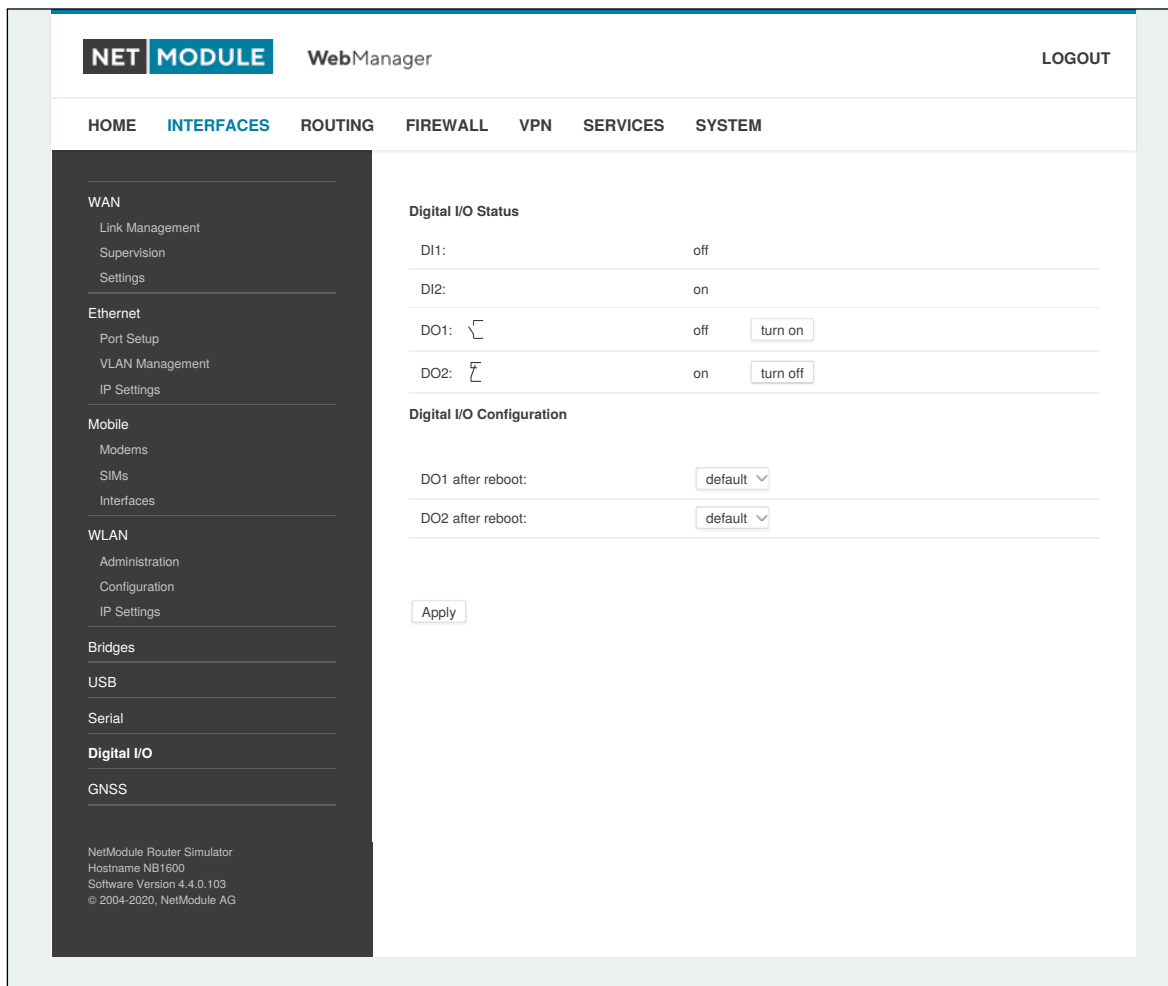 NET MODULE WebManager LOGOUT
HOME INTERFACES ROUTING FIREWALL VPN SERVICES SYSTEM
WAN
Link Management
Supervision
Settings
Ethernet
Port Setup
VLAN Management
IP Settings
Mobile
Modems
SIMs
Interfaces
WLAN
Administration
Configuration
IP Settings
Bridges
USB
Serial
Digital I/O
GNSS
NetModule Router Simulator
Hostname NB1600
Software Version 4.4.0.103
© 2004-2020, NetModule AG
Digital I/O Status
DI1: off
DI2: on
DO1: off turn on
DO2: on turn off
Digital I/O Configuration
DO1 after reboot: default
DO2 after reboot: default
Apply